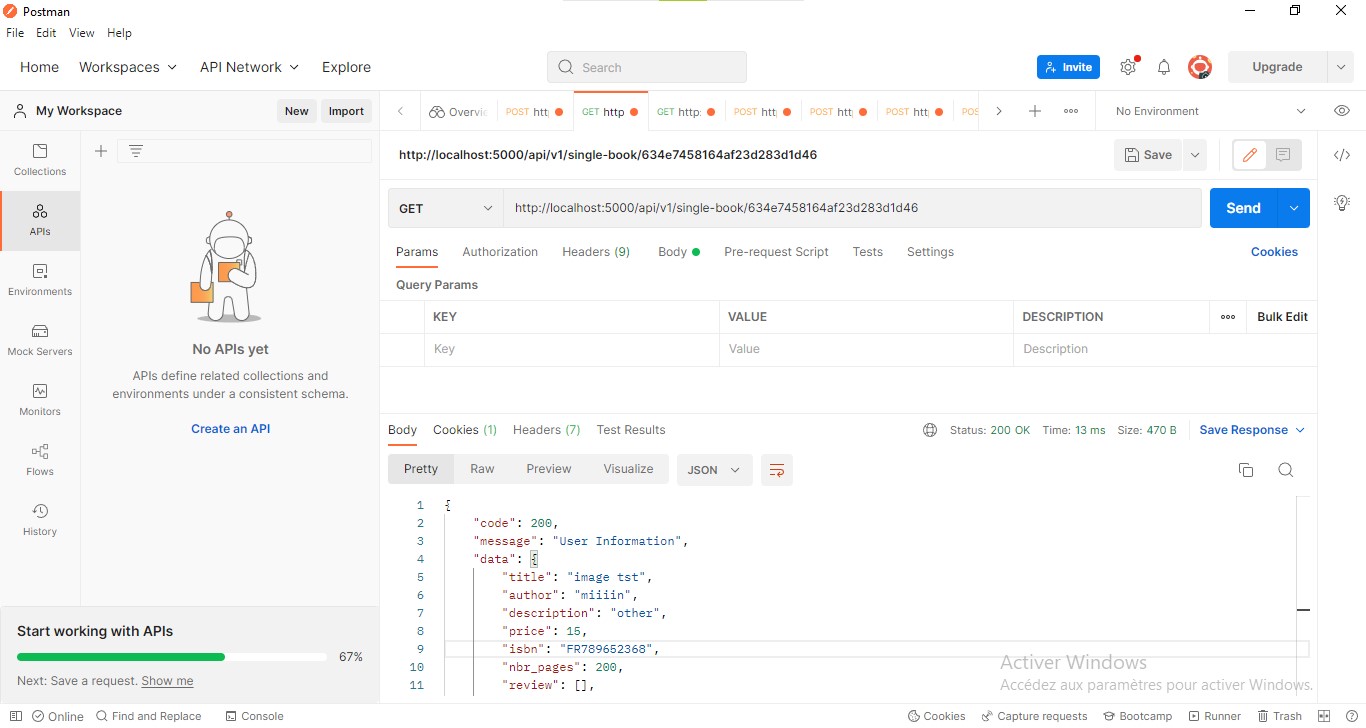 Postman
File Edit View Help
Home Workspaces API Network Explore Search Invite Upgrade
My Workspace New Import Overvie POST htt GET http GET http: POST htt POST htt POST htt POS No Environment
Collections
APIs
Environments
Mock Servers
Monitors
Flows
History
No APIs yet
APIs define related collections and
environments under a consistent schema.
Create an API
Start working with APIs
67%
Next: Save a request. Show me
http://localhost:5000/api/v1/single-book/634e7458164af23d283d1d46 Save
GET http://localhost:5000/api/v1/single-book/634e7458164af23d283d1d46 Send
Params Authorization Headers (9) Body Pre-request Script Tests Settings Cookies
Query Params
KEY VALUE DESCRIPTION Bulk Edit
Key Value Description
Body Cookies (1) Headers (7) Test Results Status: 200 OK Time: 13 ms Size: 470 B Save Response
Pretty Raw Preview Visualize JSON
1 {
2 "code": 200,
3 "message": "User Information",
4 "data": {
5 "title": "image tst",
6 "author": "miiiin",
7 "description": "other",
8 "price": 15,
9 "isbn": "FR789652368",
10 "nbr_pages": 200,
11 "review": [],
Activer Windows
Accédez aux paramètres pour activer Windows.
Online Find and Replace Console Cookies Capture requests Bootcamp Runner Trash